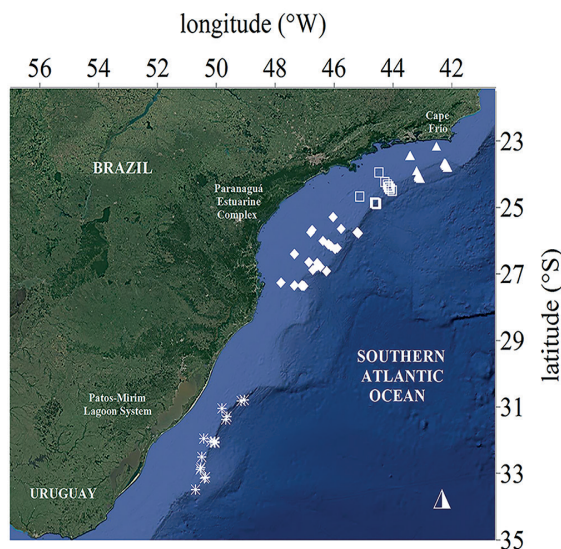 longitude (°W)
56 54 52 50 48 46 44 42
Cape
Frio
23
BRAZIL
Paranaguá
Estuarine
Complex
25
27
29
latitude (°S)
SOUTHERN
ATLANTIC
OCEAN
Patos-Mirim
Lagoon System
31
33
URUGUAY
35